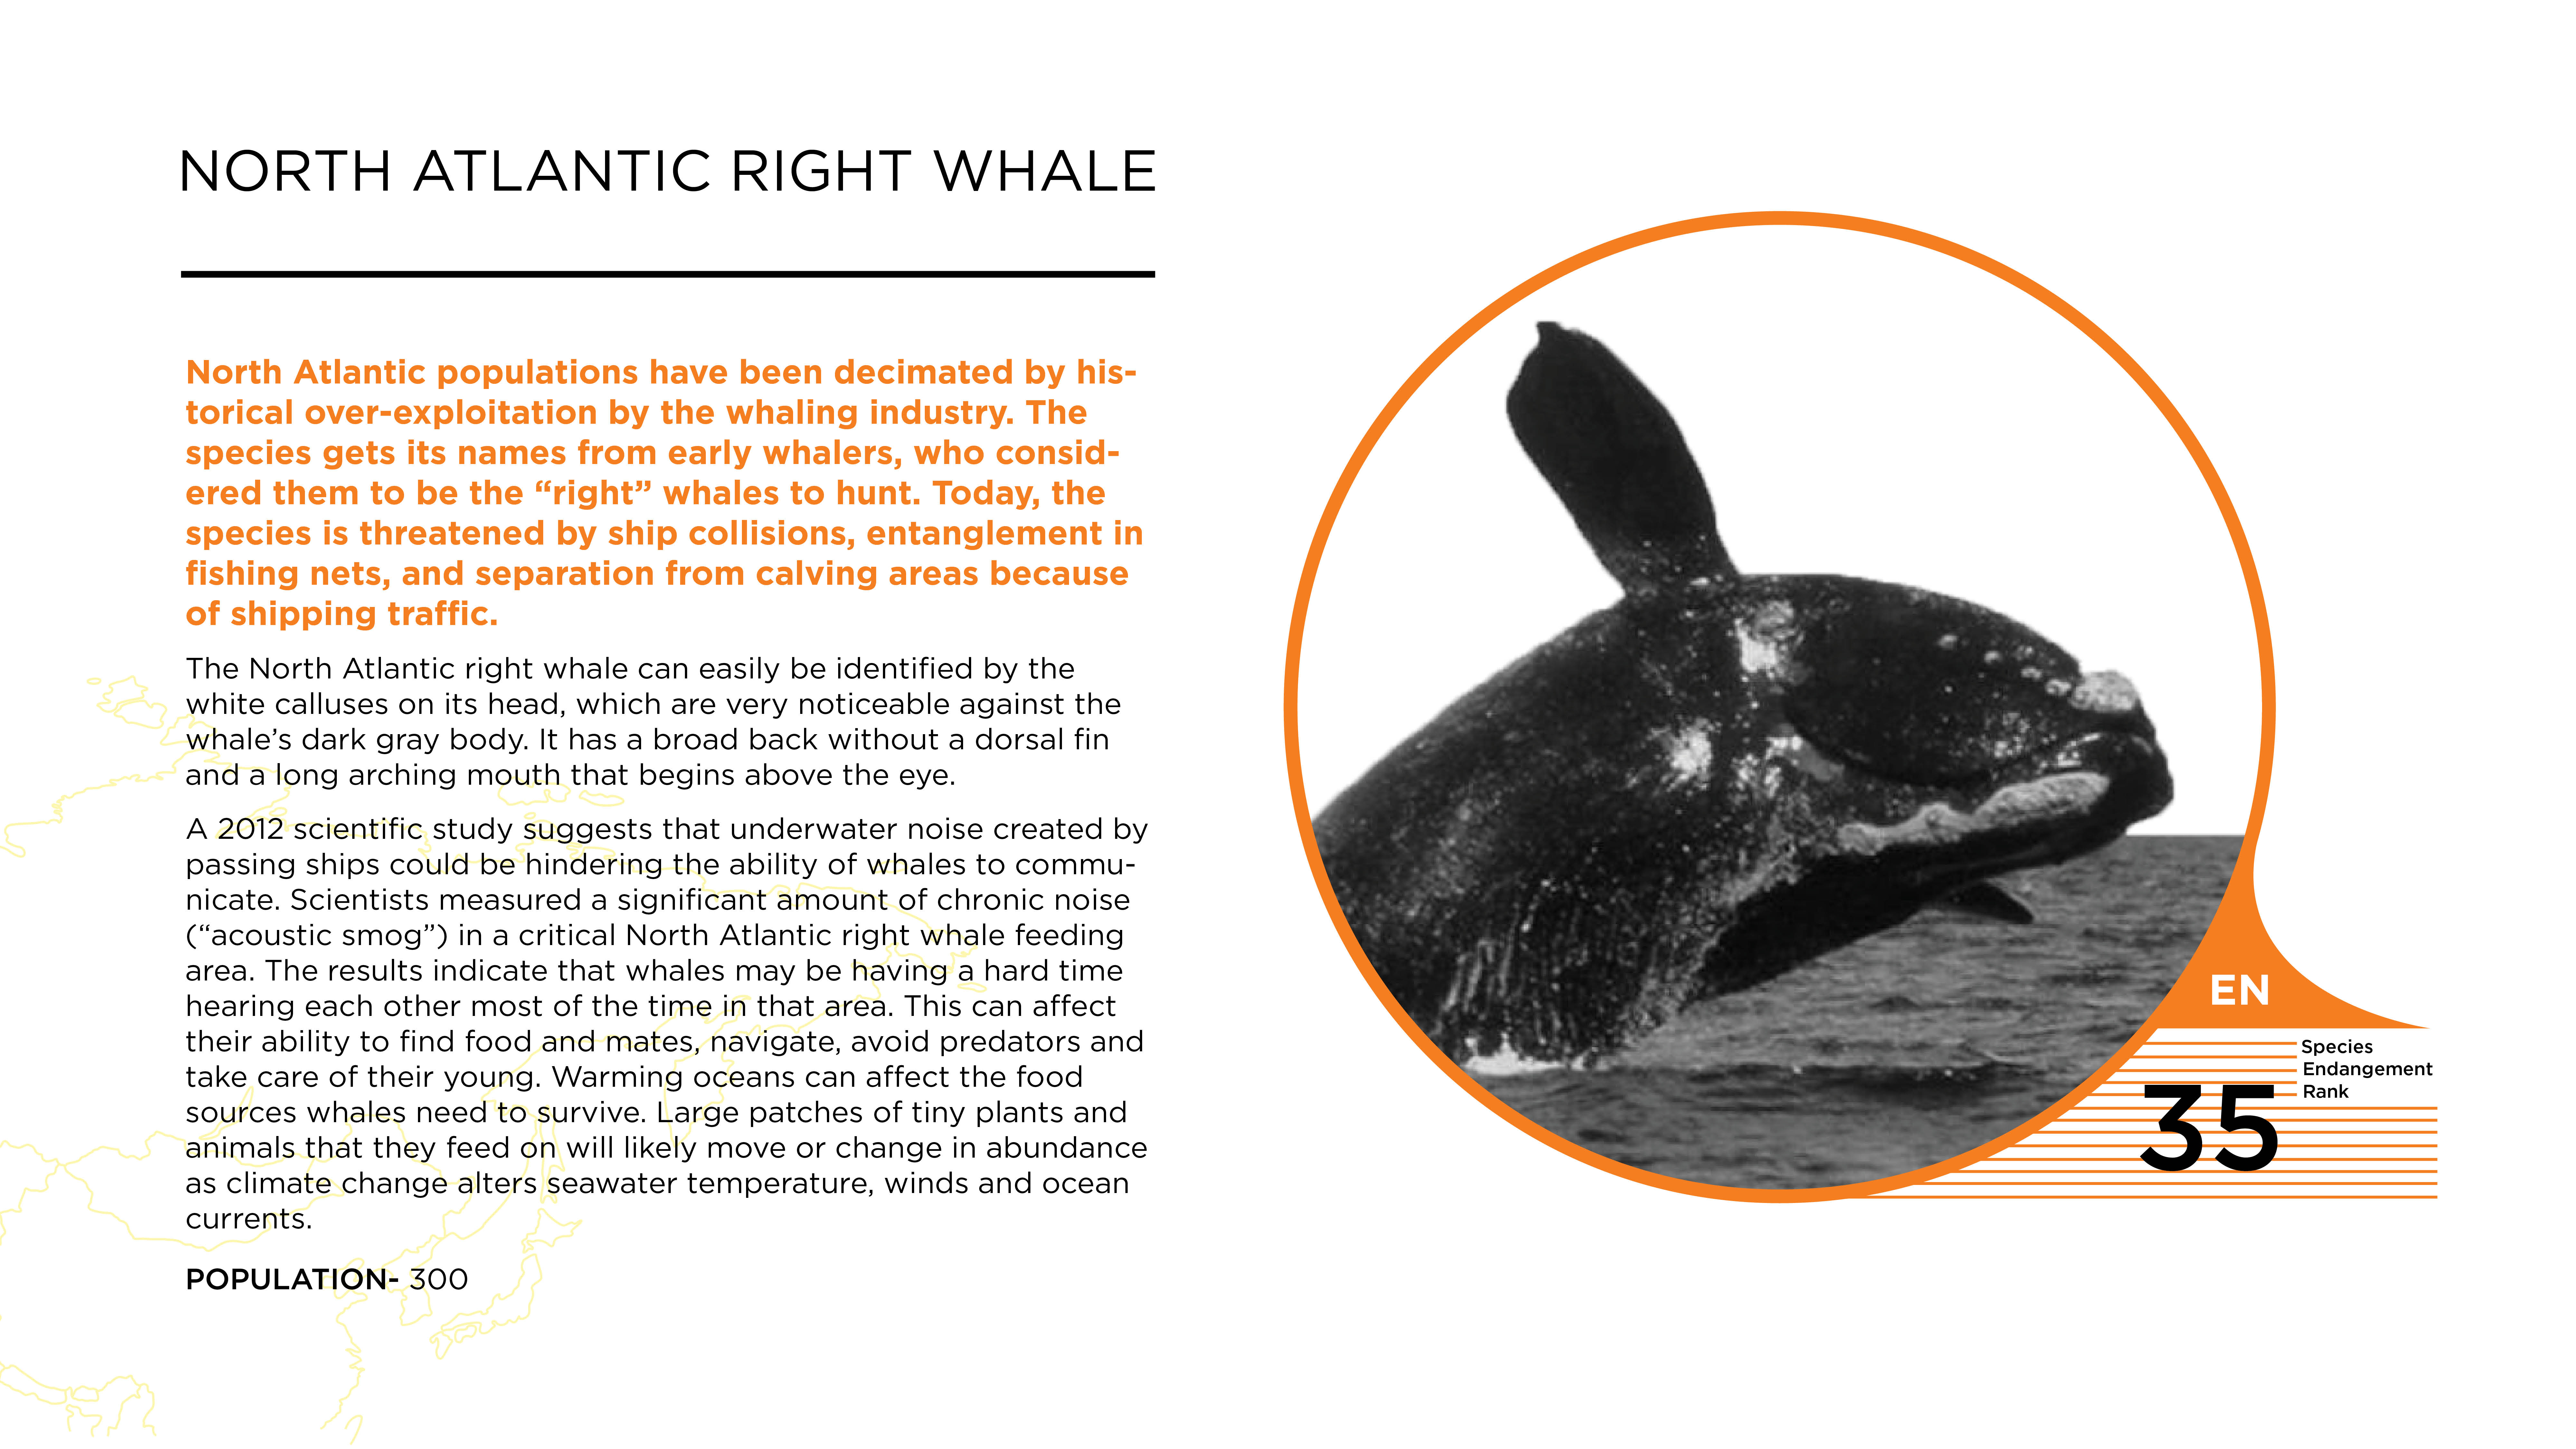 NORTH ATLANTIC RIGHT WHALE
North Atlantic populations have been decimated by his-
torical over-exploitation by the whaling industry. The
species gets its names from early whalers, who consid-
ered them to be the “right” whales to hunt. Today, the
species is threatened by ship collisions, entanglement in
fishing nets, and separation from calving areas because
of shipping traffic.
The North Atlantic right whale can easily be identified by the
white calluses on its head, which are very noticeable against the
whale’s dark gray body. It has a broad back without a dorsal fin
and a long arching mouth that begins above the eye.
A 2012 scientific study suggests that underwater noise created by
passing ships could be hindering the ability of whales to commu-
nicate. Scientists measured a significant amount of chronic noise
(“acoustic smog”) in a critical North Atlantic right whale feeding
area. The results indicate that whales may be having a hard time
hearing each other most of the time in that area. This can affect
their ability to find food and mates, navigate, avoid predators and
take care of their young. Warming oceans can affect the food
sources whales need to survive. Large patches of tiny plants and
animals that they feed on will likely move or change in abundance
as climate change alters seawater temperature, winds and ocean
currents.
POPULATION- 300
EN
Species
Endangement
Rank
35